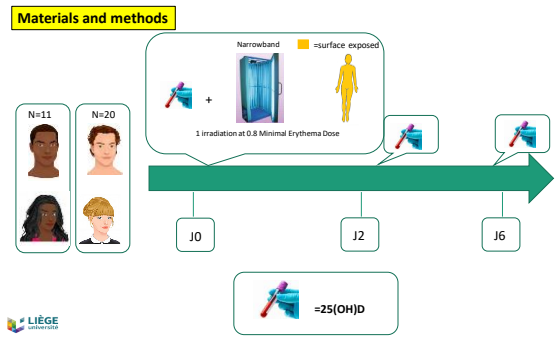 Materials and methods
Narrowband
=surface exposed
+
1 irradiation at 0.8 Minimal Erythema Dose
N=11
N=20
J0
J2
J6
=25(OH)D
LIÈGE
université